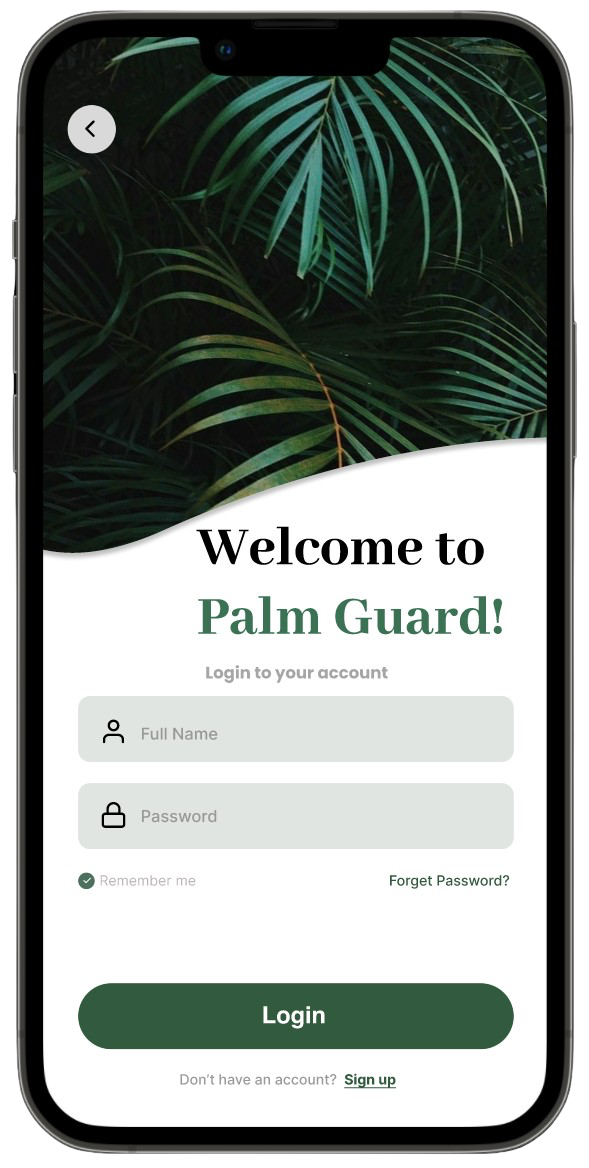 Welcome to
Palm Guard!
Login to your account
Full Name
Password
Remember me Forget Password?
Login
Don't have an account? Sign up